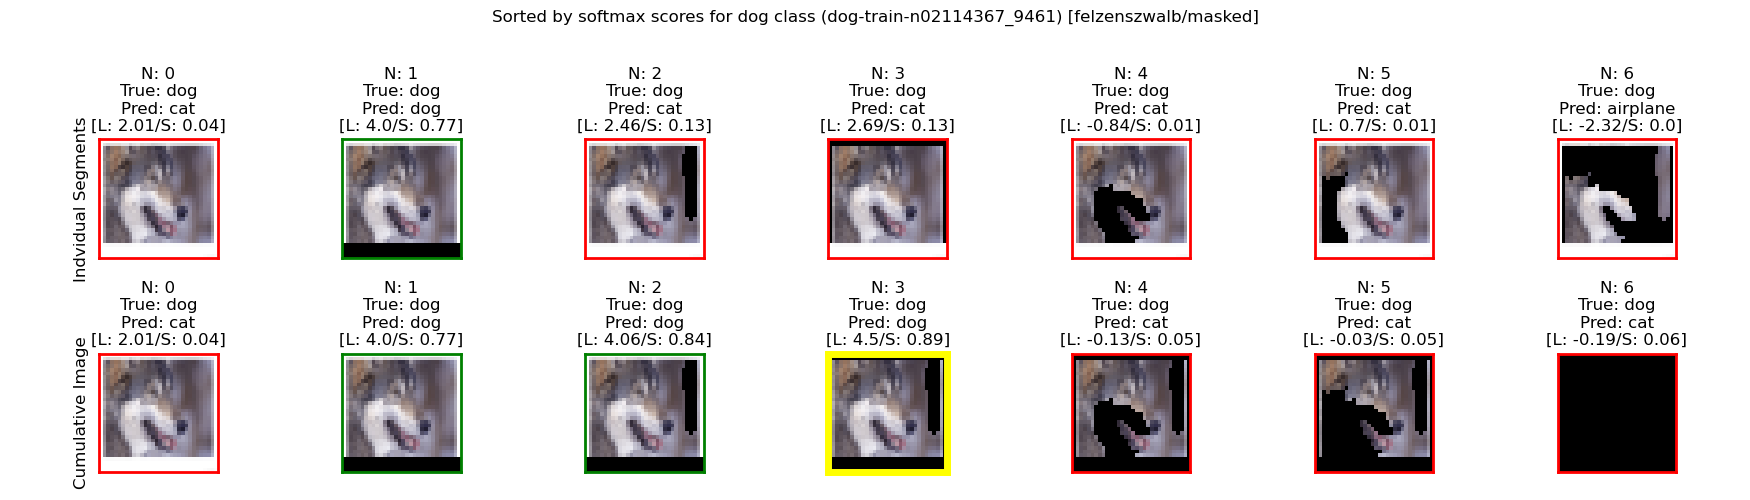 Sorted by softmax scores for dog class (dog-train-n02114367_9461) [felzenszwalb/masked]
Indvidual Segments
N: 0
True: dog
Pred: cat
[L: 2.01/S: 0.04]
N: 1
True: dog
Pred: dog
[L: 4.0/S: 0.77]
N: 2
True: dog
Pred: cat
[L: 2.46/S: 0.13]
N: 3
True: dog
Pred: cat
[L: 2.69/S: 0.13]
N: 4
True: dog
Pred: cat
[L: -0.84/S: 0.01]
N: 5
True: dog
Pred: cat
[L: 0.7/S: 0.01]
N: 6
True: dog
Pred: airplane
[L: -2.32/S: 0.0]
Cumulative Image
N: 0
True: dog
Pred: cat
[L: 2.01/S: 0.04]
N: 1
True: dog
Pred: dog
[L: 4.0/S: 0.77]
N: 2
True: dog
Pred: dog
[L: 4.06/S: 0.84]
N: 3
True: dog
Pred: dog
[L: 4.5/S: 0.89]
N: 4
True: dog
Pred: cat
[L: -0.13/S: 0.05]
N: 5
True: dog
Pred: cat
[L: -0.03/S: 0.05]
N: 6
True: dog
Pred: cat
[L: -0.19/S: 0.06]